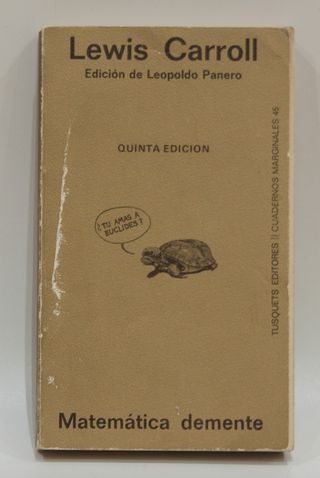 Lewis Carroll
Edición de Leopoldo Panero
QUINTA EDICION
¿TU AMAS A
EUCLIDES?
TUSQUETS EDITORES || CUADERNOS MARGINALES 45
Matemática demente